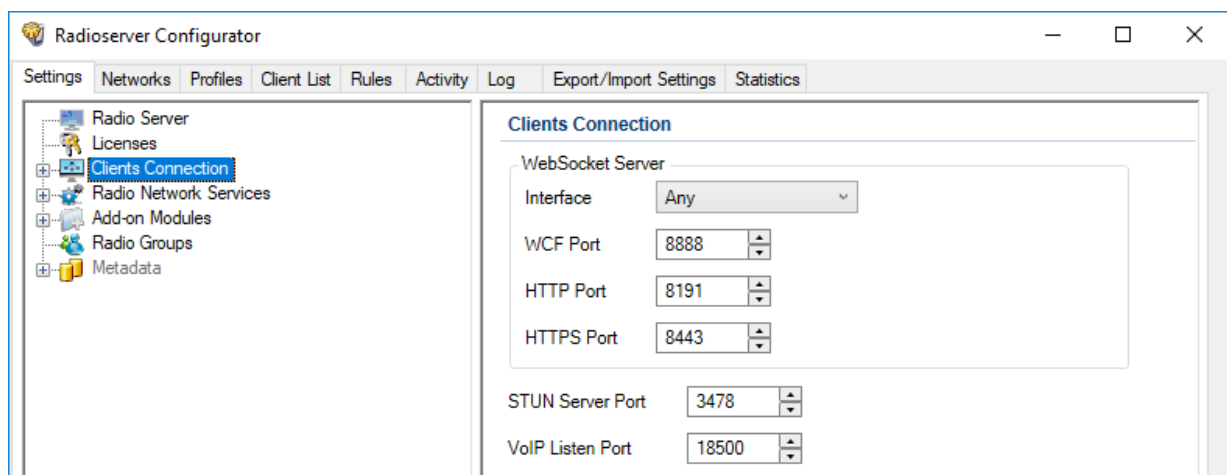 Radioserver Configurator
Settings Networks Profiles Client List Rules Activity Log Export/Import Settings Statistics
Radio Server
Licenses
Clients Connection
Radio Network Services
Add-on Modules
Radio Groups
Metadata
Clients Connection
WebSocket Server
Interface Any
WCF Port 8888
HTTP Port 8191
HTTPS Port 8443
STUN Server Port 3478
VoIP Listen Port 18500